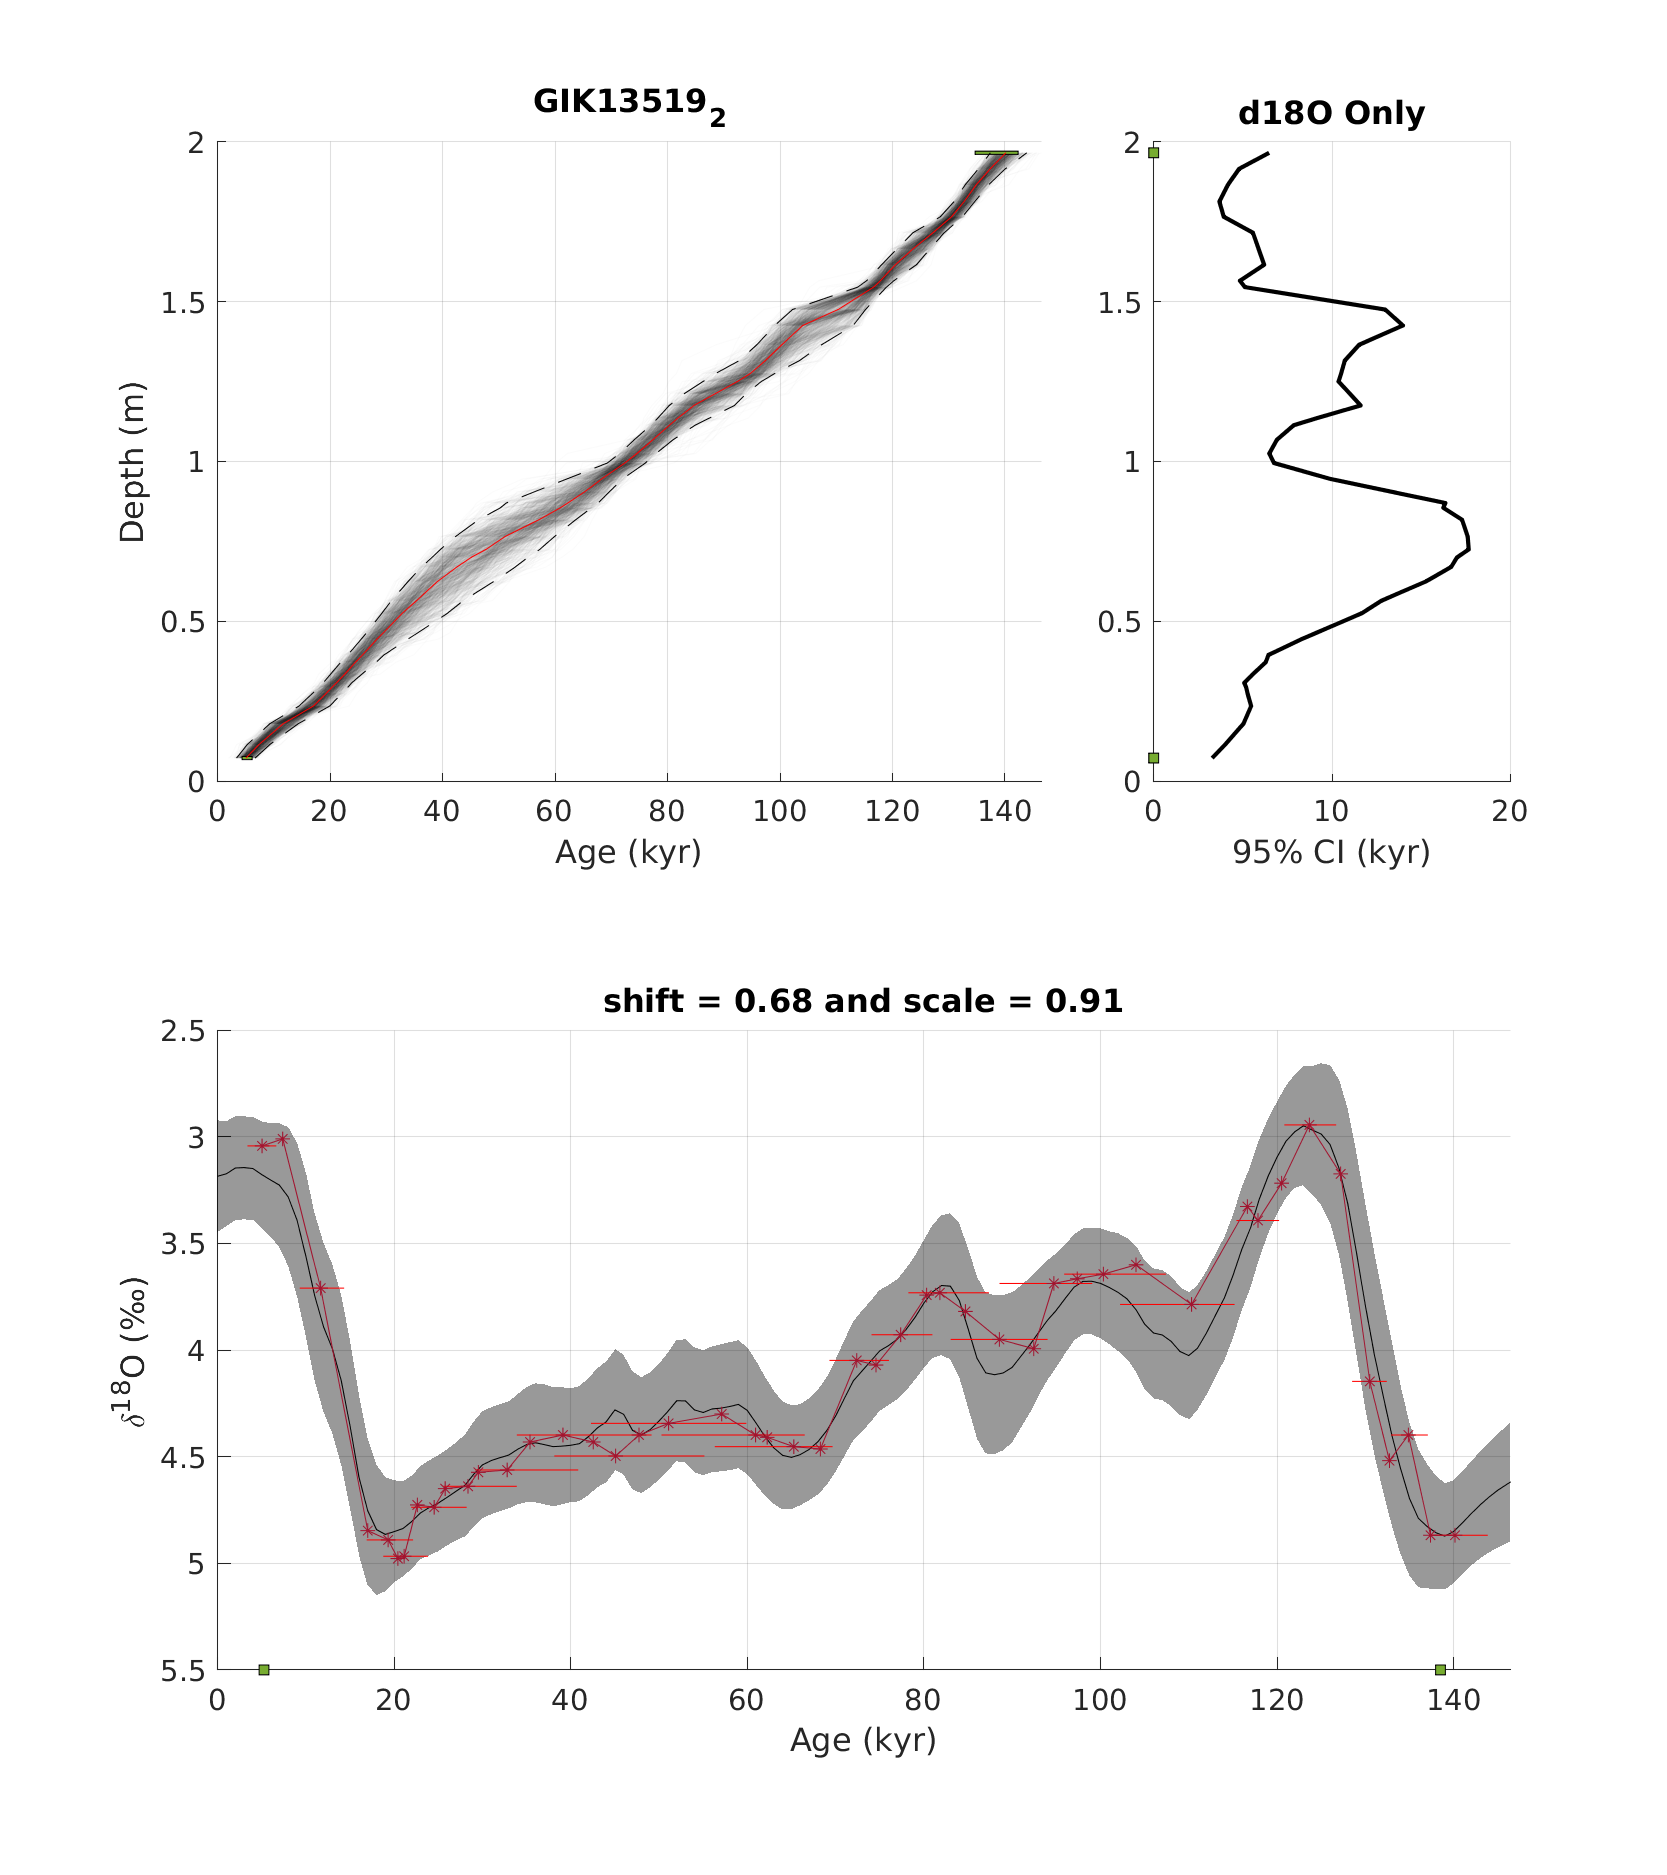 GIK13519₂
d18O Only
2
1.5
1
0.5
0
0 20 40 60 80 100 120 140
Age (kyr)
Depth (m)
2
1.5
1
0.5
0
0 10 20
95% CI (kyr)
shift = 0.68 and scale = 0.91
2.5
3
3.5
4
4.5
5
5.5
0 20 40 60 80 100 120 140
Age (kyr)
δ¹⁸O (‰)